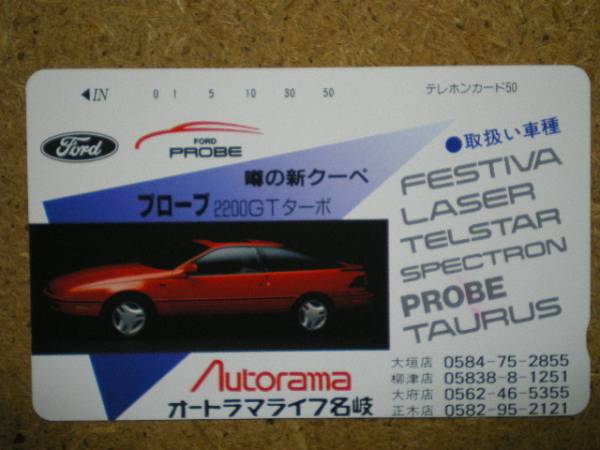 ◀IN 0 1 5 10 30 50 テレホンカード50
Ford
FORD
PROBE
噂の新クーペ
プローブ 2200GTターボ
●取扱い車種
FESTIVA
LASER
TELSTAR
SPECTRON
PROBE
TAURUS
Autorama
オートラマライフ名岐
大垣店 0584-75-2855
柳津店 05838-8-1251
大府店 0562-46-5355
正木店 0582-95-2121